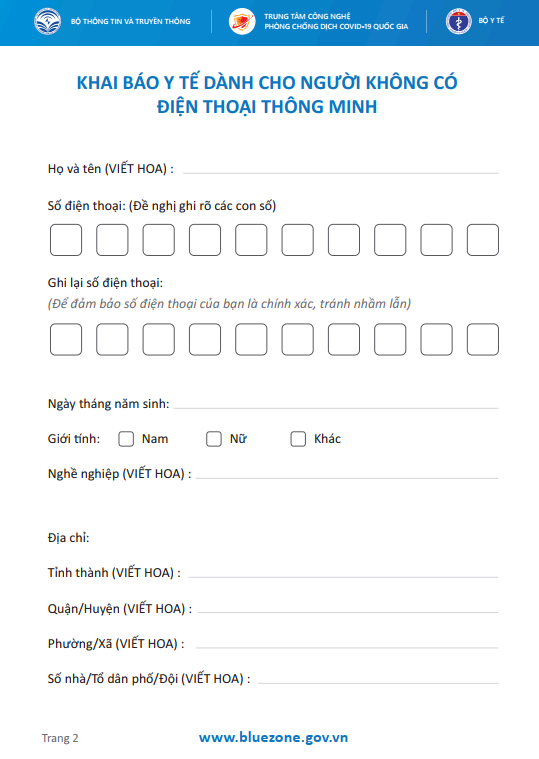 BỘ THÔNG TIN VÀ TRUYỀN THÔNG
TRUNG TÂM CÔNG NGHỆ
PHÒNG CHỐNG DỊCH COVID-19 QUỐC GIA
BỘ Y TẾ
KHAI BÁO Y TẾ DÀNH CHO NGƯỜI KHÔNG CÓ
ĐIỆN THOẠI THÔNG MINH
Họ và tên (VIẾT HOA) :
Số điện thoại: (Đề nghị ghi rõ các con số)
Ghi lại số điện thoại:
(Để đảm bảo số điện thoại của bạn là chính xác, tránh nhầm lẫn)
Ngày tháng năm sinh:
Giới tính: Nam Nữ Khác
Nghề nghiệp (VIẾT HOA) :
Địa chỉ:
Tỉnh thành (VIẾT HOA) :
Quận/Huyện (VIẾT HOA) :
Phường/Xã (VIẾT HOA) :
Số nhà/Tổ dân phố/Đội (VIẾT HOA) :
Trang 2
www.bluezone.gov.vn